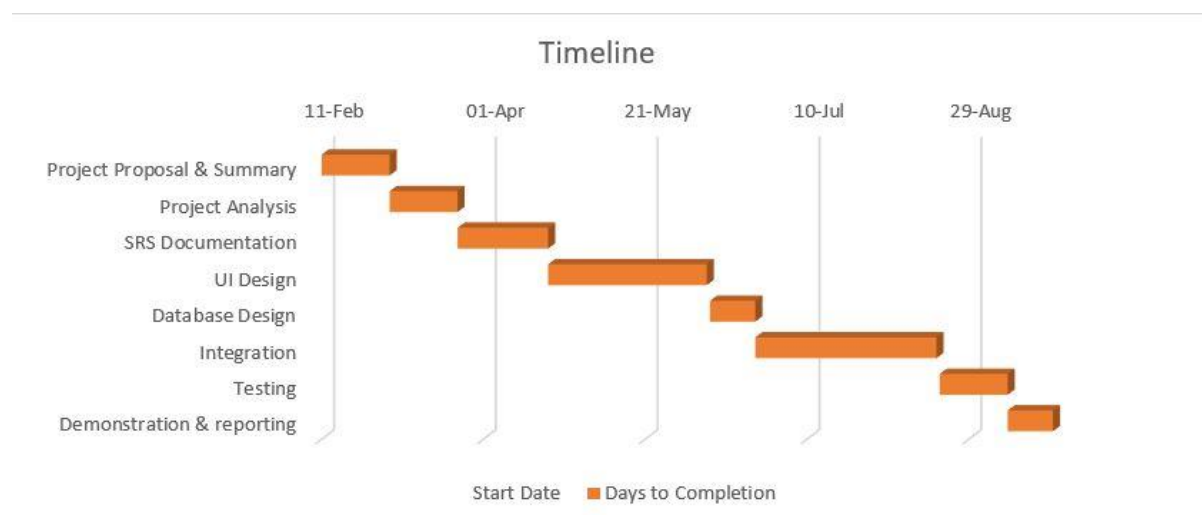 Timeline
11-Feb 01-Apr 21-May 10-Jul 29-Aug
Project Proposal & Summary
Project Analysis
SRS Documentation
UI Design
Database Design
Integration
Testing
Demonstration & reporting
Start Date Days to Completion